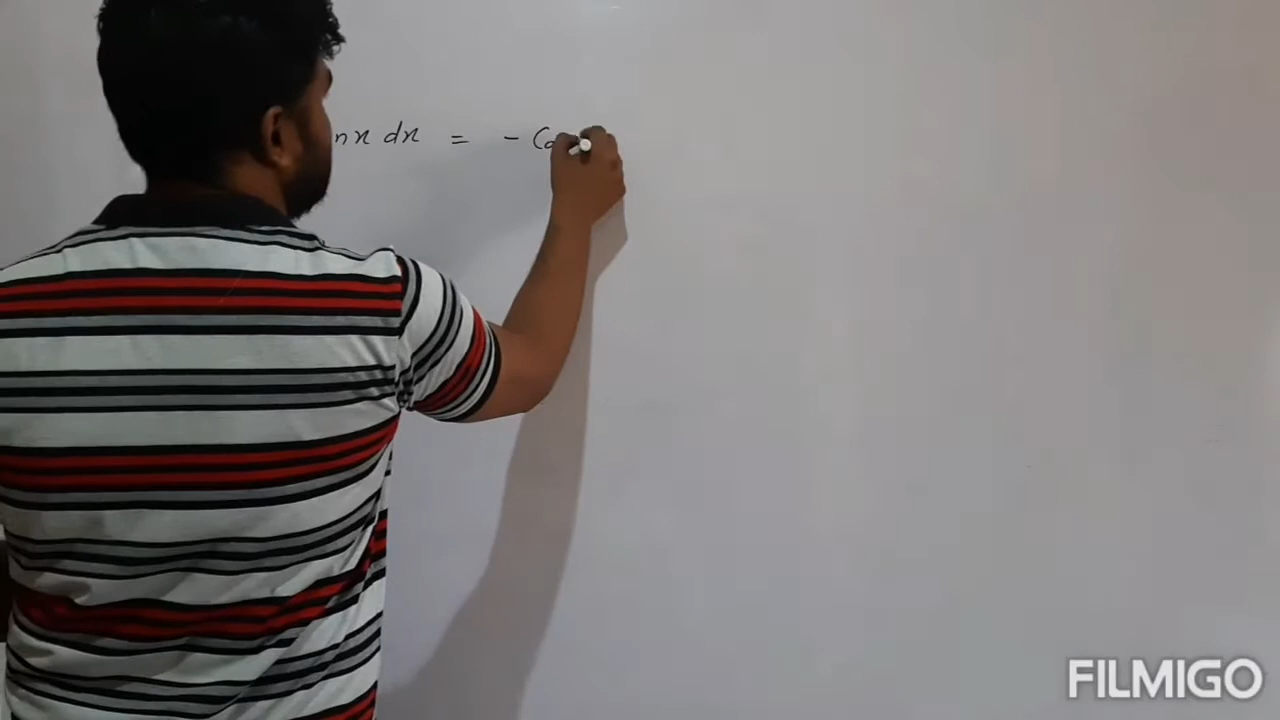 nx dx = - Co
FILMIGO